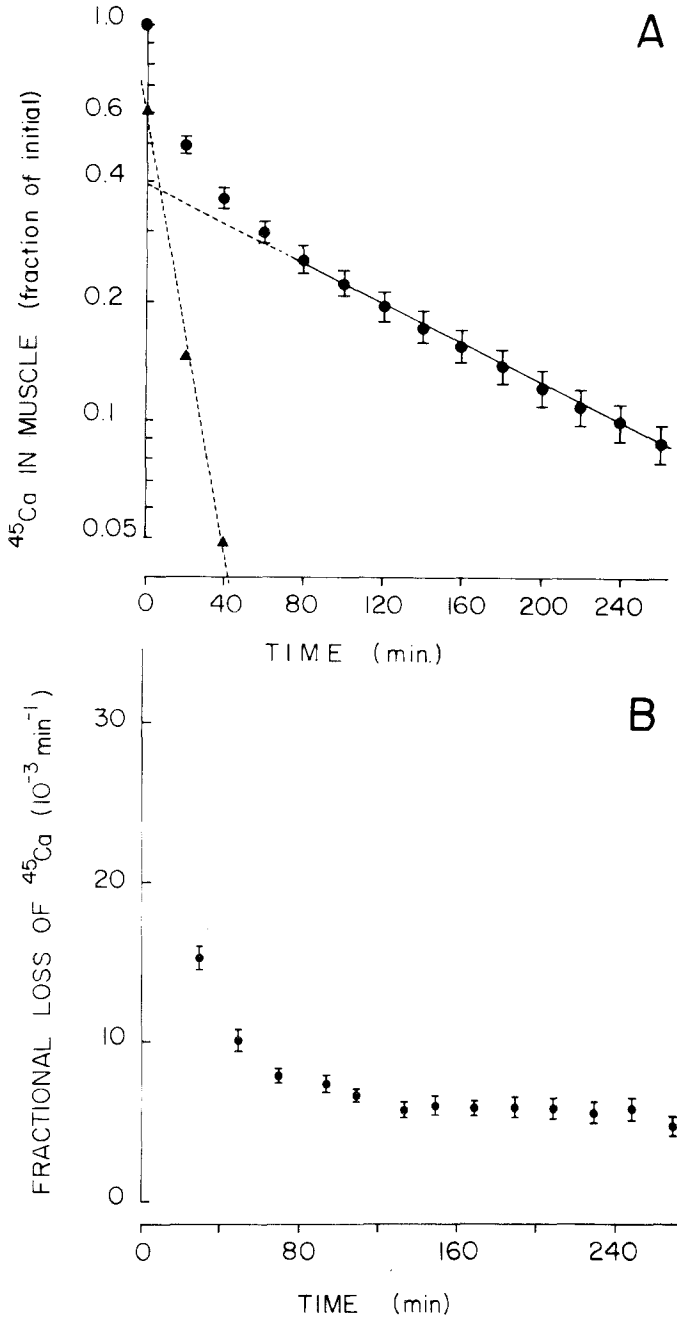 A
⁴⁵Ca IN MUSCLE (fraction of initial)
1.0
0.6
0.4
0.2
0.1
0.05
0 40 80 120 160 200 240
TIME (min.)
B
FRACTIONAL LOSS OF ⁴⁵Ca (10⁻³ min⁻¹)
30
20
10
0
0 80 160 240
TIME (min)